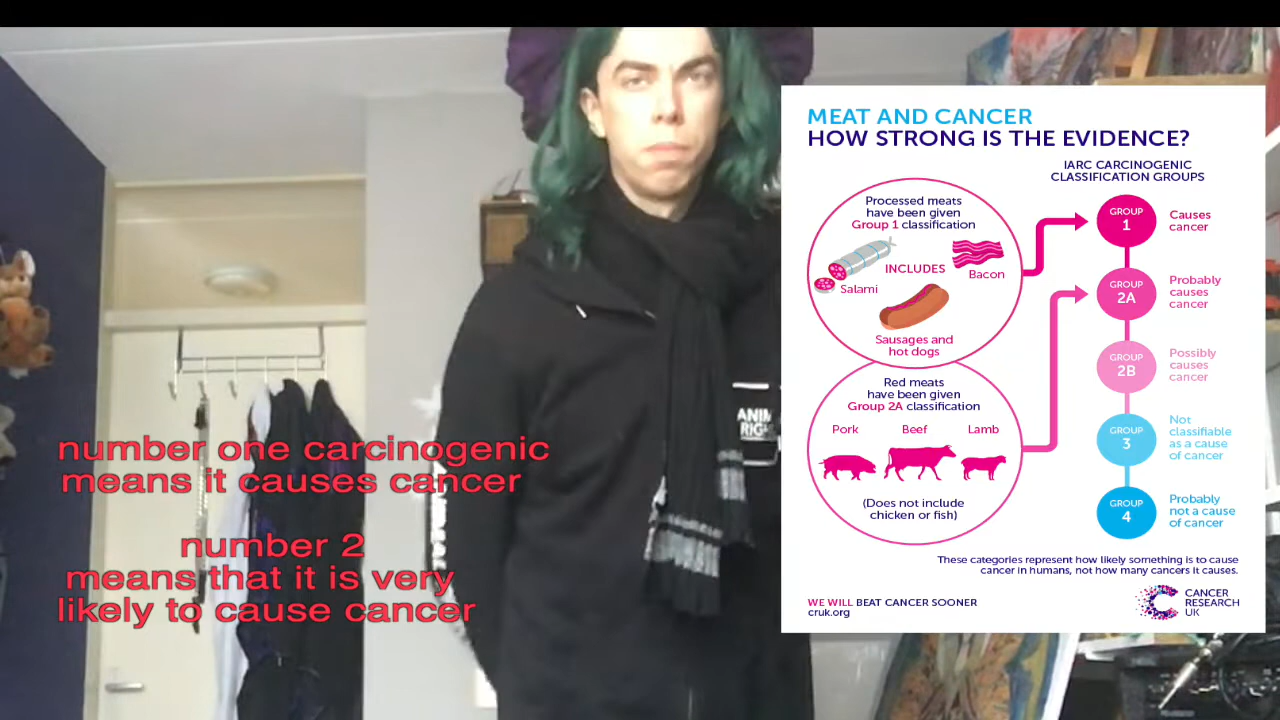 number one carcinogenic
means it causes cancer
number 2
means that it is very
likely to cause cancer
MEAT AND CANCER
HOW STRONG IS THE EVIDENCE?
IARC CARCINOGENIC
CLASSIFICATION GROUPS
Processed meats
have been given
Group 1 classification
INCLUDES
Salami
Bacon
Sausages and
hot dogs
Red meats
have been given
Group 2A classification
Pork
Beef
Lamb
(Does not include
chicken or fish)
GROUP
1
Causes
cancer
GROUP
2A
Probably
causes
cancer
GROUP
2B
Possibly
causes
cancer
GROUP
3
Not
classifiable
as a cause
of cancer
GROUP
4
Probably
not a cause
of cancer
These categories represent how likely something is to cause
cancer in humans, not how many cancers it causes.
WE WILL BEAT CANCER SOONER
cruk.org
CANCER
RESEARCH
UK